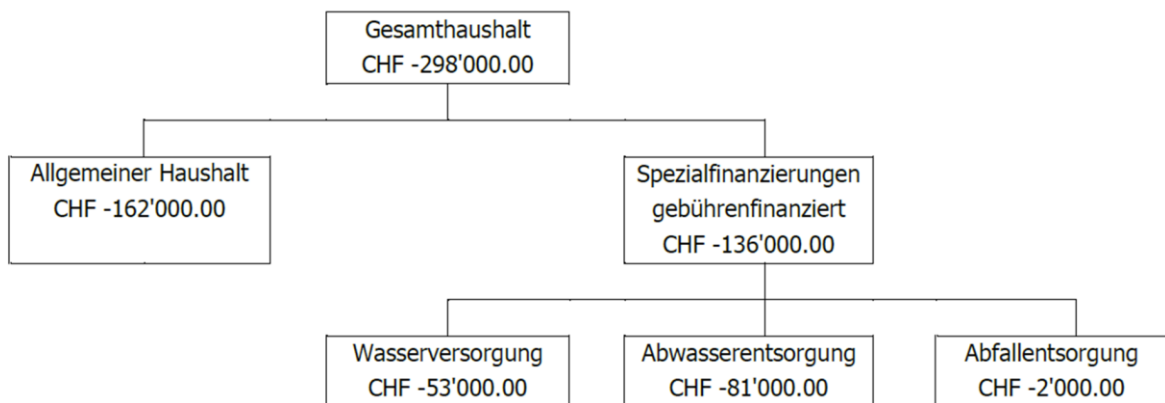 Gesamthaushalt
CHF -298'000.00
Allgemeiner Haushalt
CHF -162'000.00
Spezialfinanzierungen
gebührenfinanziert
CHF -136'000.00
Wasserversorgung
CHF -53'000.00
Abwasserentsorgung
CHF -81'000.00
Abfallentsorgung
CHF -2'000.00